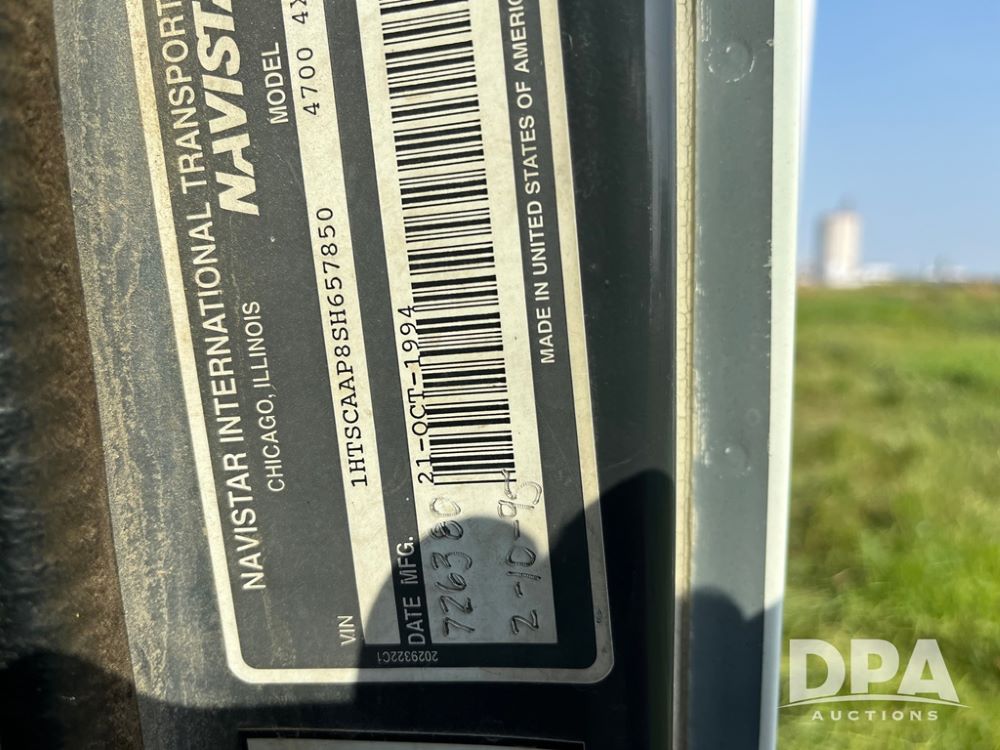 NAVISTAR INTERNATIONAL TRANSPORT
CHICAGO, ILLINOIS NAVISTA
MODEL
VIN 1HTSCAAP8SH657850 4700 4X
DATE MFG. 21-OCT-1994
726380
2-10-95
MADE IN UNITED STATES OF AMERIC
2029322C1
DPA
AUCTIONS